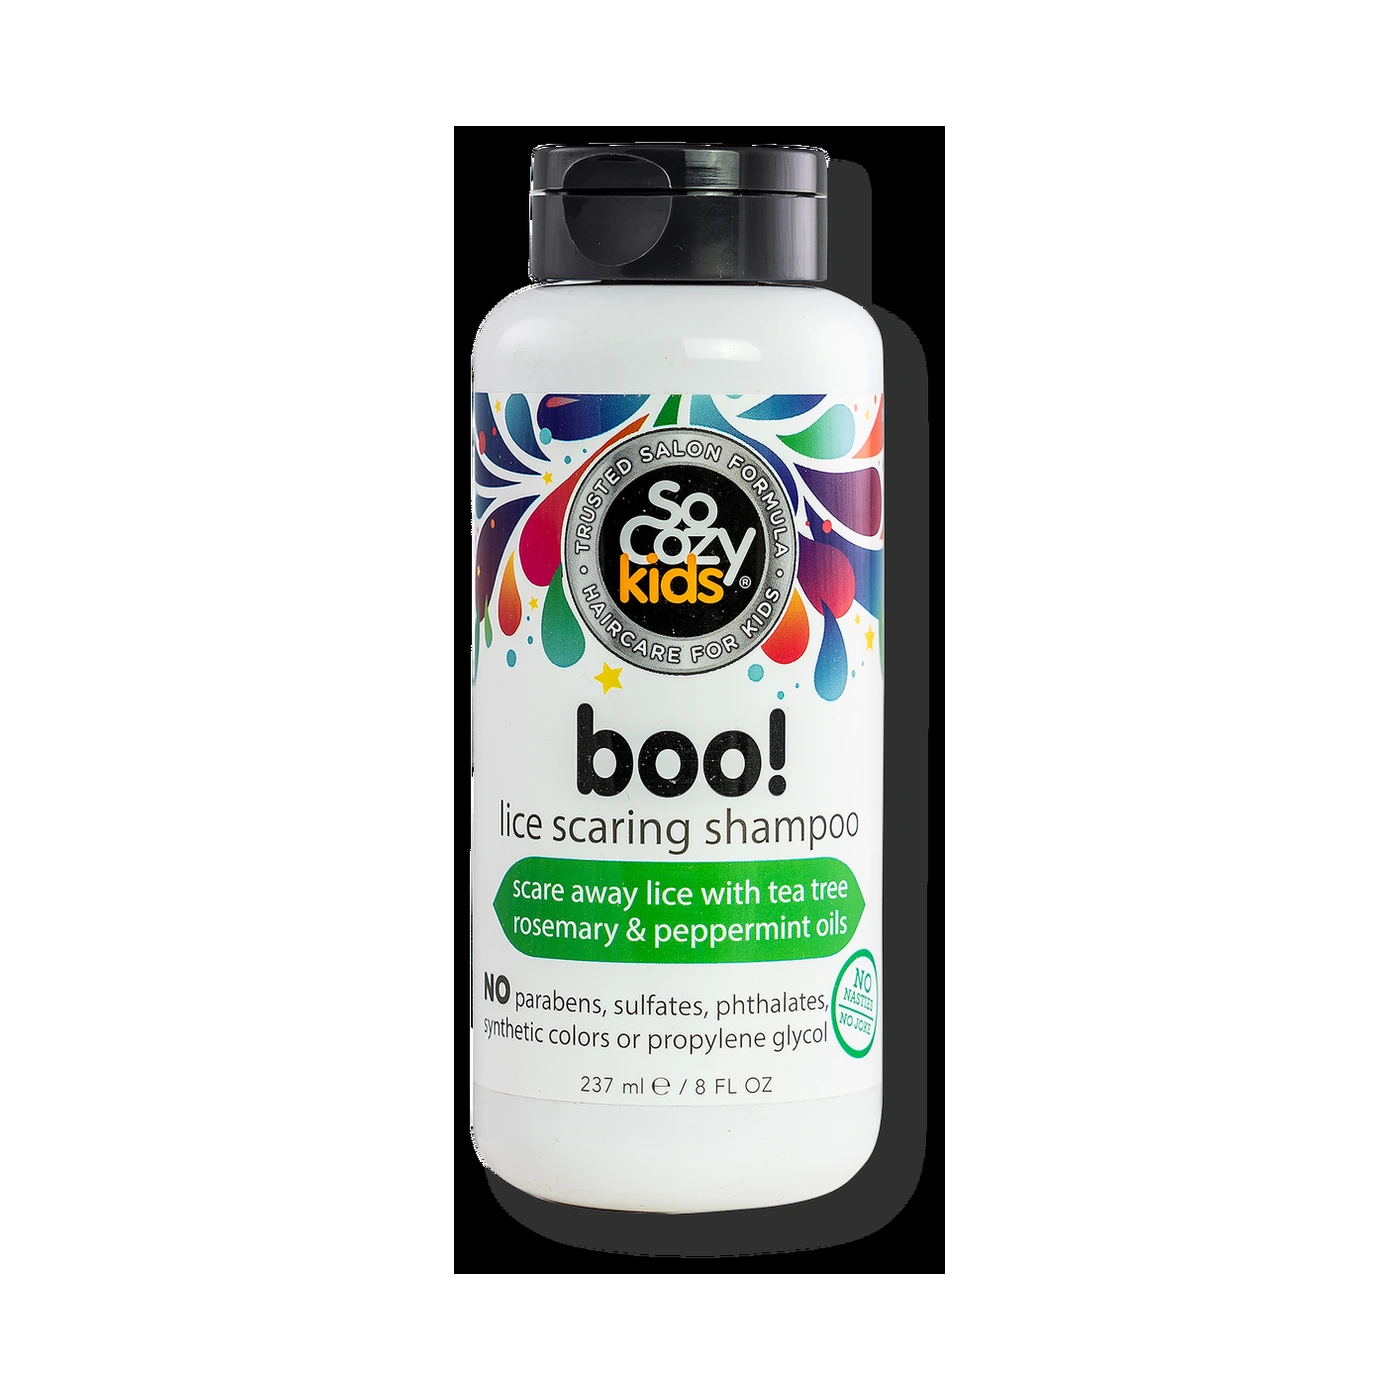 TRUSTED SALON FORMULA
So
Cozy
kids®
HAIRCARE FOR KIDS
boo!
lice scaring shampoo
scare away lice with tea tree
rosemary & peppermint oils
NO parabens, sulfates, phthalates,
synthetic colors or propylene glycol
NO
NASTIES
NO JOKE
237 ml ℮ / 8 FL OZ